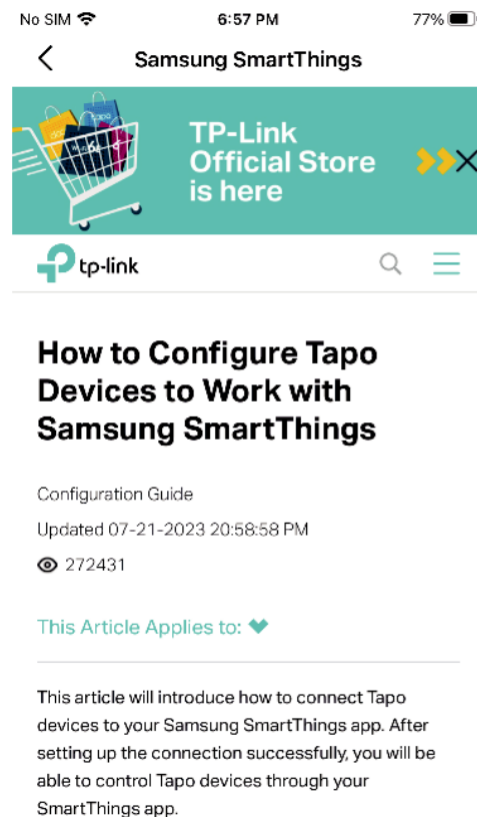 No SIM 6:57 PM 77%
Samsung SmartThings
TP-Link
Official Store
is here
tp-link
How to Configure Tapo
Devices to Work with
Samsung SmartThings
Configuration Guide
Updated 07-21-2023 20:58:58 PM
272431
This Article Applies to:
This article will introduce how to connect Tapo
devices to your Samsung SmartThings app. After
setting up the connection successfully, you will be
able to control Tapo devices through your
SmartThings app.